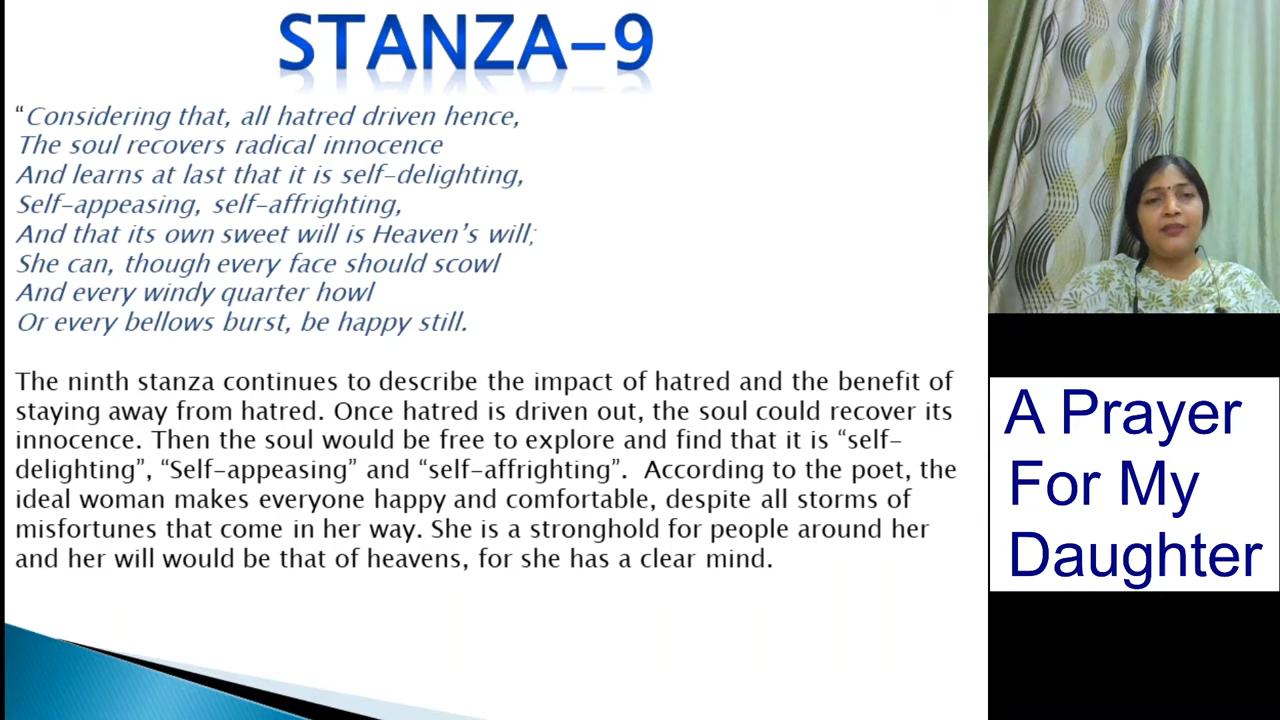 STANZA-9
“Considering that, all hatred driven hence,
The soul recovers radical innocence
And learns at last that it is self-delighting,
Self-appeasing, self-affrighting,
And that its own sweet will is Heaven’s will;
She can, though every face should scowl
And every windy quarter howl
Or every bellows burst, be happy still.
The ninth stanza continues to describe the impact of hatred and the benefit of
staying away from hatred. Once hatred is driven out, the soul could recover its
innocence. Then the soul would be free to explore and find that it is “self-
delighting”, “Self-appeasing” and “self-affrighting”.  According to the poet, the
ideal woman makes everyone happy and comfortable, despite all storms of
misfortunes that come in her way. She is a stronghold for people around her
and her will would be that of heavens, for she has a clear mind.
A Prayer
For My
Daughter